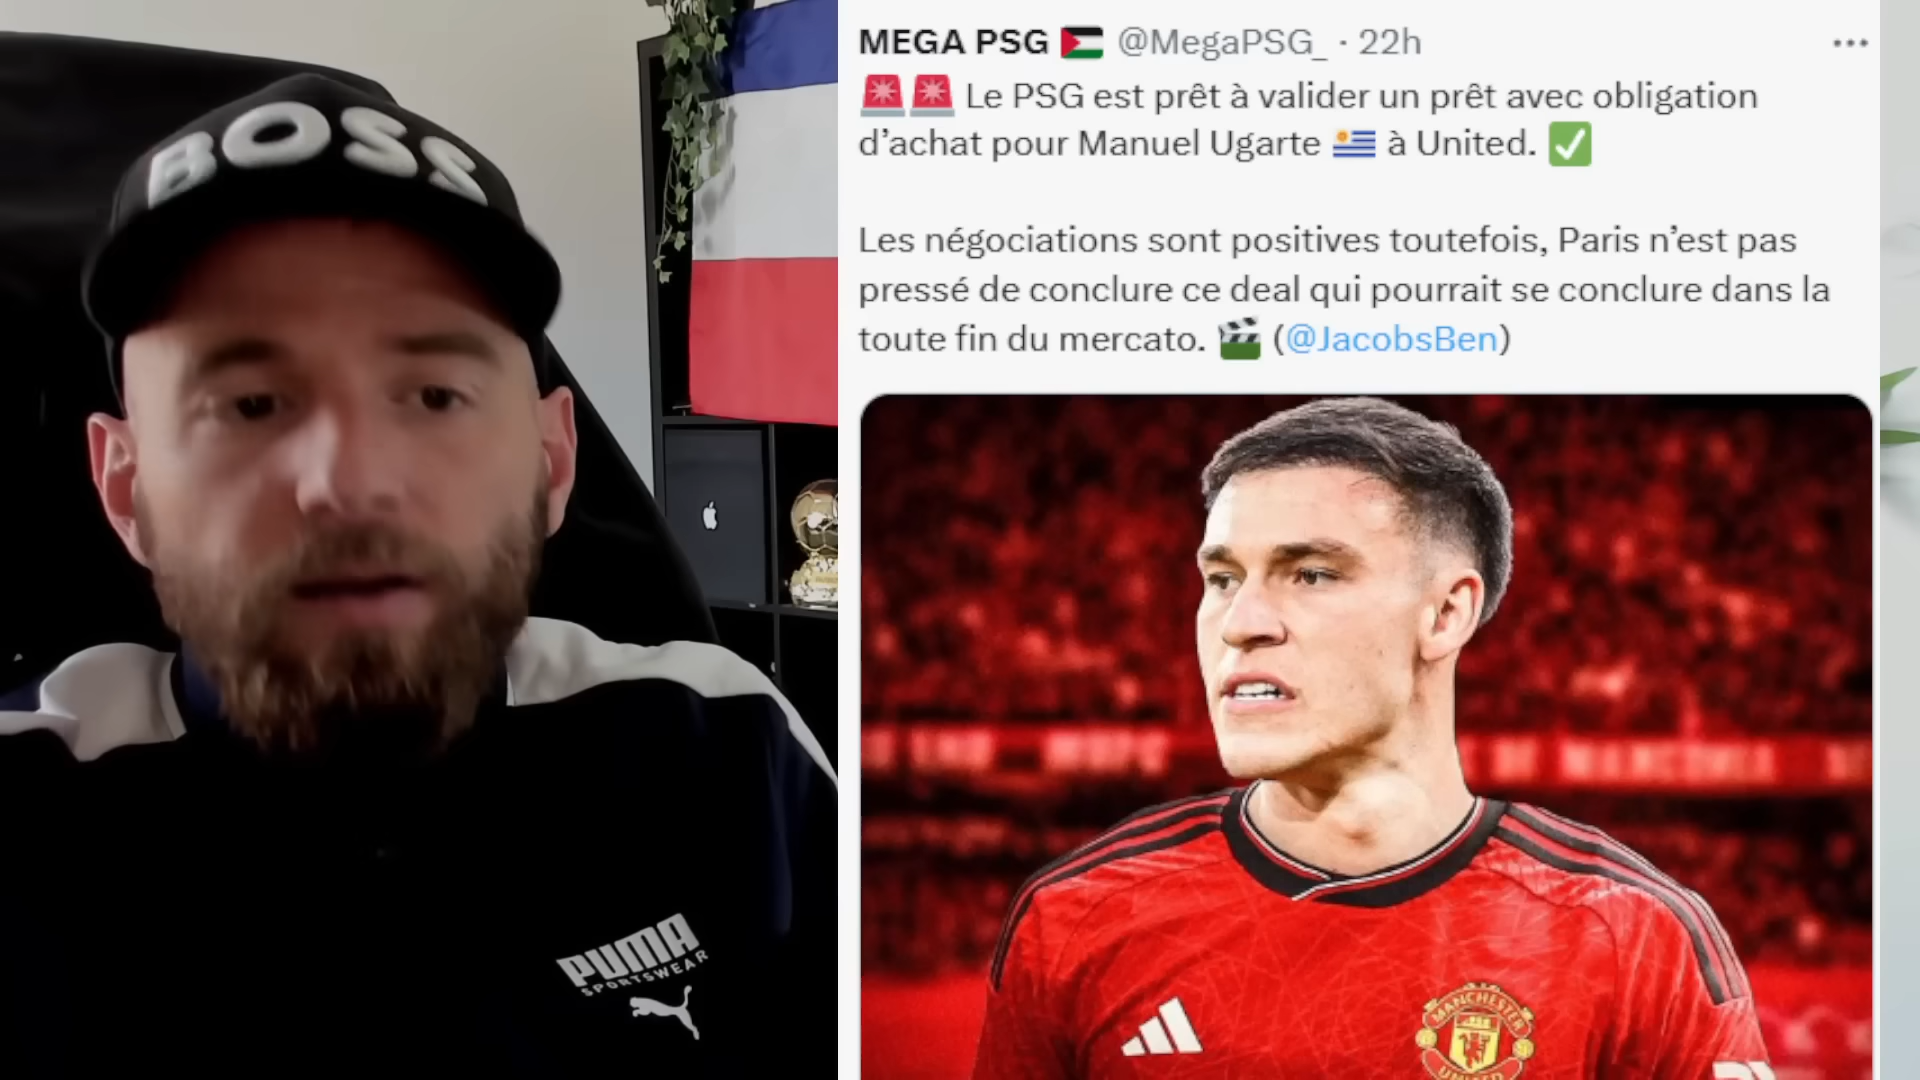 BOSS
PUMA
SPORTSWEAR
MEGA PSG 🇵🇸 @MegaPSG_ · 22h
🚨🚨 Le PSG est prêt à valider un prêt avec obligation
d’achat pour Manuel Ugarte 🇺🇾 à United. ✅
Les négociations sont positives toutefois, Paris n’est pas
pressé de conclure ce deal qui pourrait se conclure dans la
toute fin du mercato. 🎬 (@JacobsBen)
MANCHESTER
UNITED